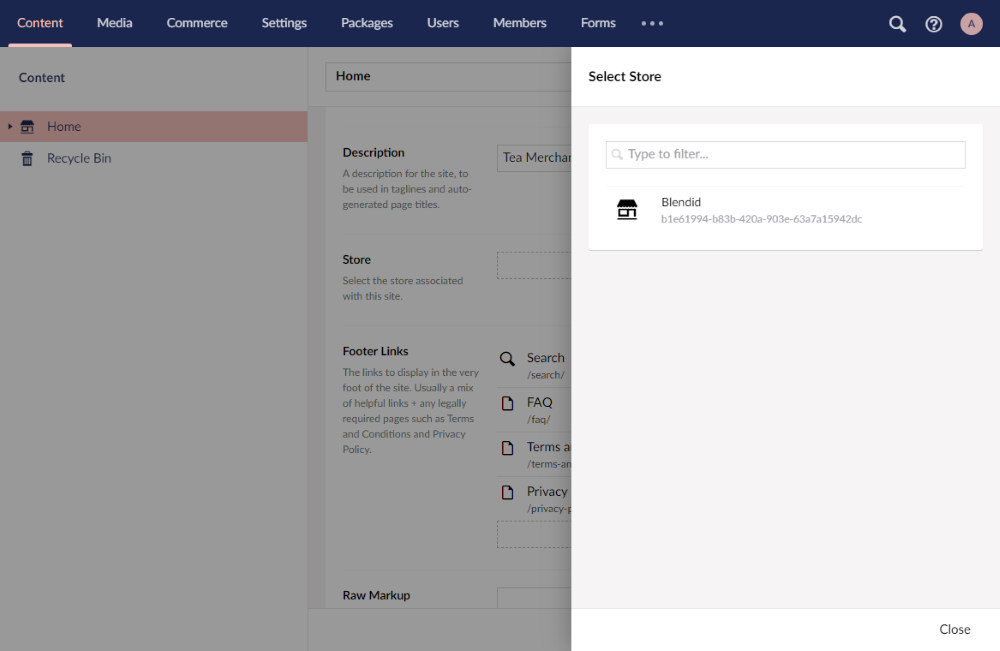 Content Media Commerce Settings Packages Users Members Forms
A
Content
Home
Recycle Bin
Home
Description
A description for the site, to
be used in taglines and auto-
generated page titles.
Tea Merchan
Store
Select the store associated
with this site.
Footer Links
The links to display in the very
foot of the site. Usually a mix
of helpful links + any legally
required pages such as Terms
and Conditions and Privacy
Policy.
Search
/search/
FAQ
/faq/
Terms a
/terms-an
Privacy
/privacy-p
Raw Markup
Select Store
Type to filter...
Blendid
b1e61994-b83b-420a-903e-63a7a15942dc
Close